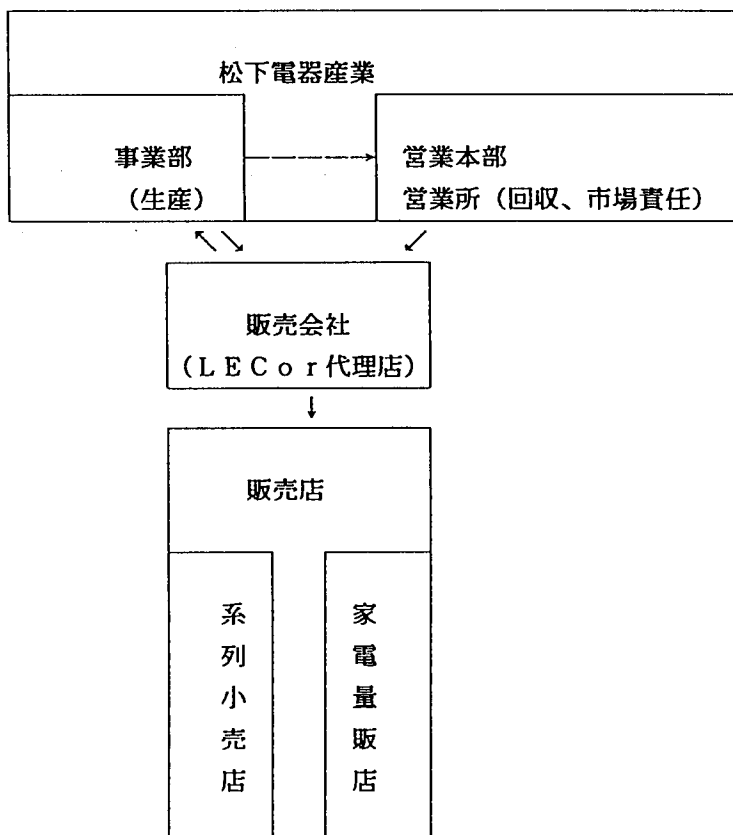 松下電器産業
事業部
（生産）
営業本部
営業所（回収、市場責任）
販売会社
（ＬＥＣｏｒ代理店）
販売店
系列小売店
家電量販店